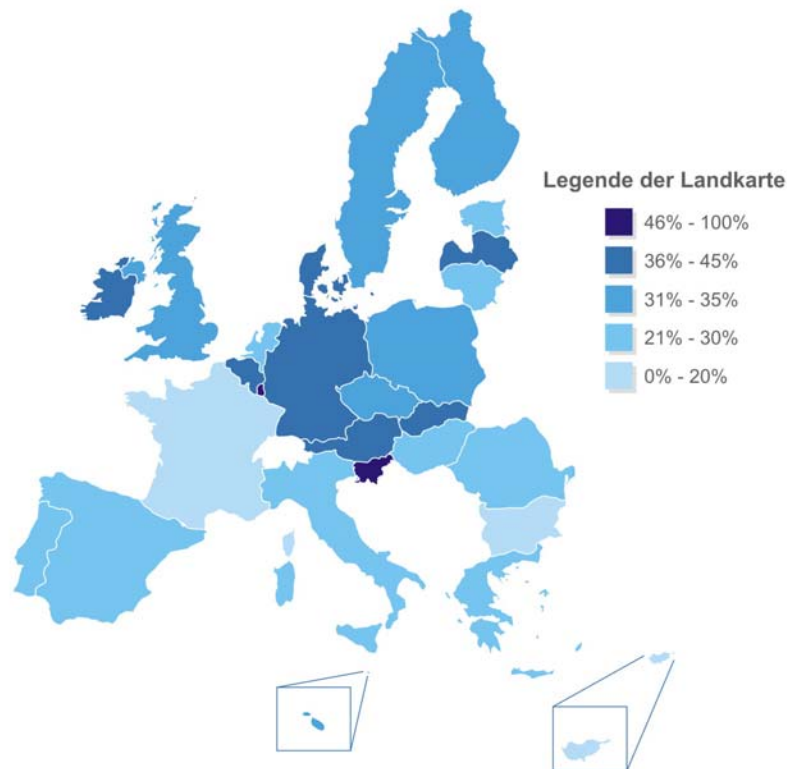 Legende der Landkarte
46% - 100%
36% - 45%
31% - 35%
21% - 30%
0% - 20%